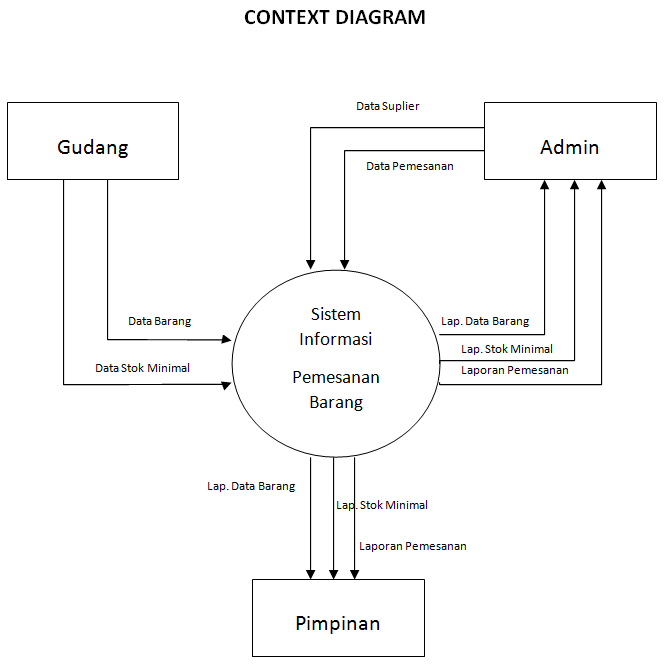 CONTEXT DIAGRAM
Data Suplier
Gudang
Admin
Data Pemesanan
Sistem
Informasi
Pemesanan
Barang
Data Barang
Data Stok Minimal
Lap. Data Barang
Lap. Stok Minimal
Laporan Pemesanan
Lap. Data Barang
Lap. Stok Minimal
Laporan Pemesanan
Pimpinan